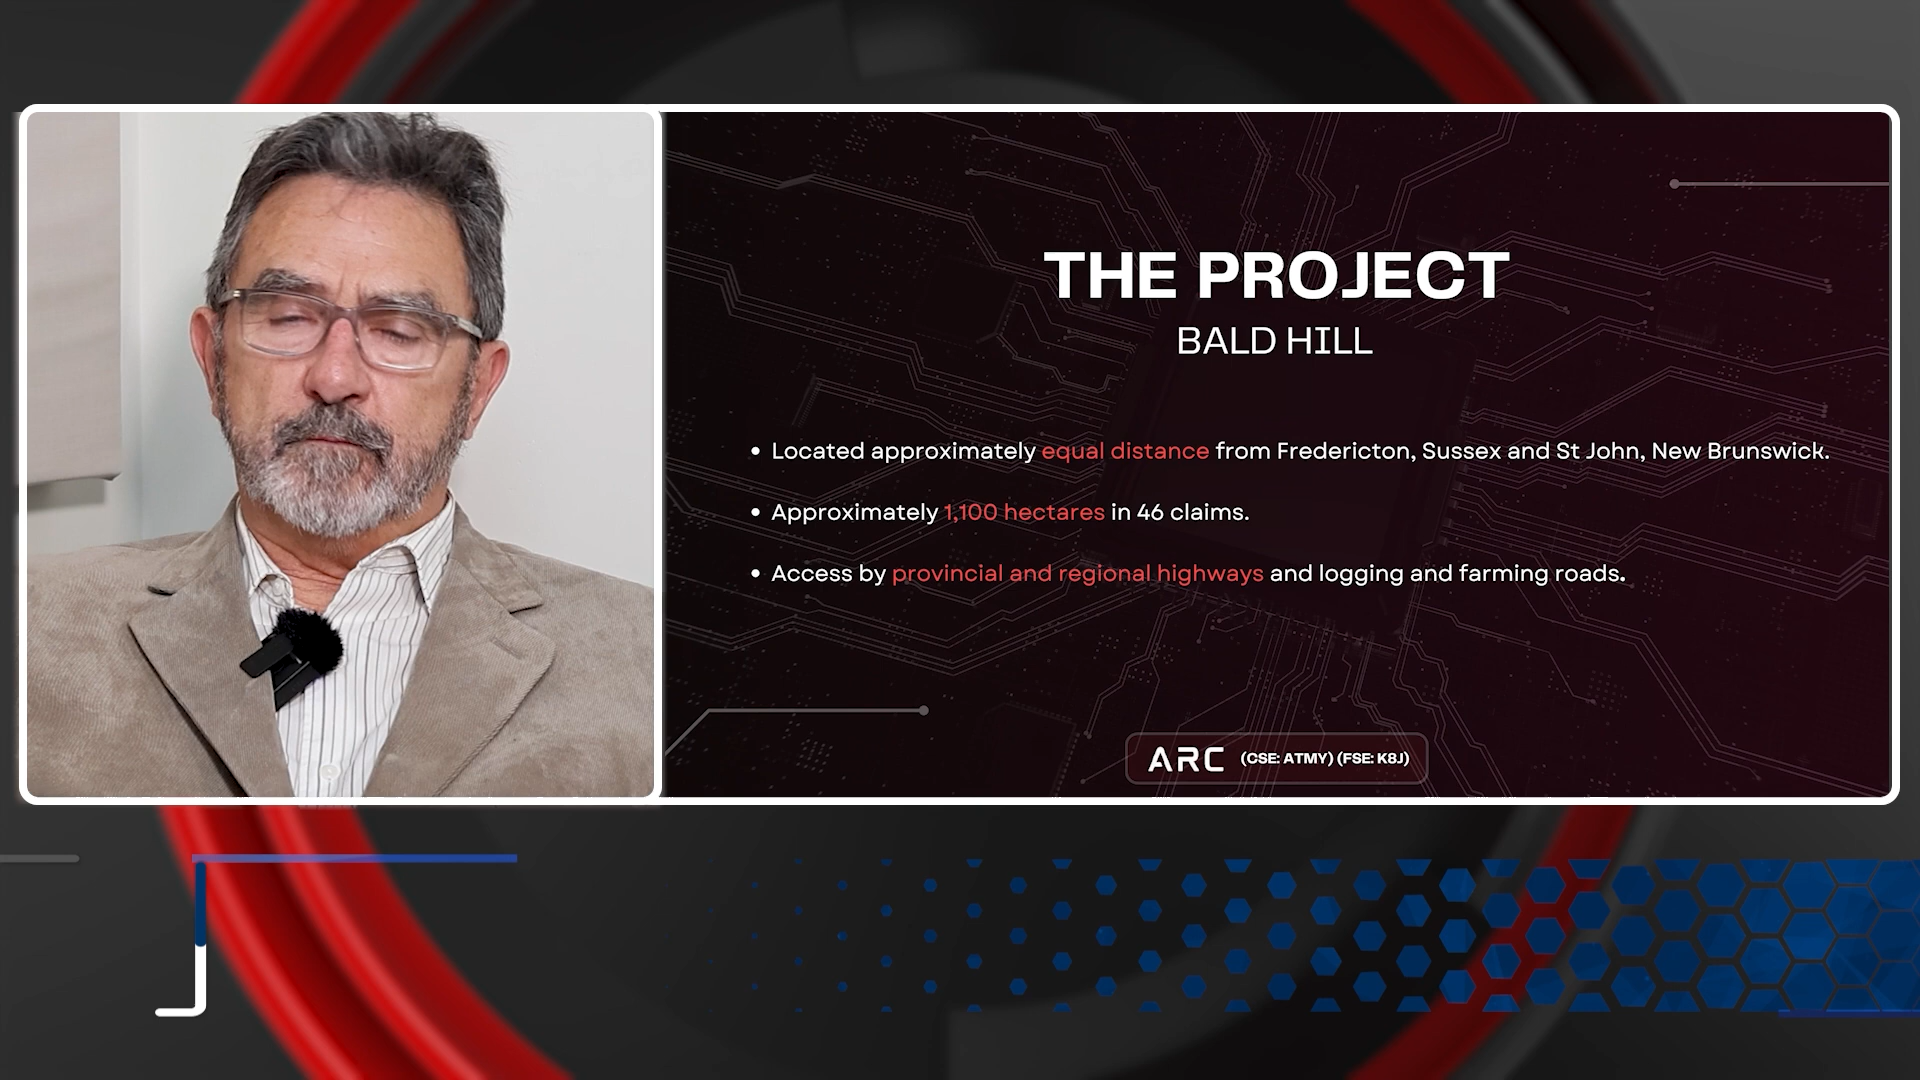 THE PROJECT
BALD HILL
• Located approximately equal distance from Fredericton, Sussex and St John, New Brunswick.
• Approximately 1,100 hectares in 46 claims.
• Access by provincial and regional highways and logging and farming roads.
ARC (CSE: ATMY) (FSE: K8J)